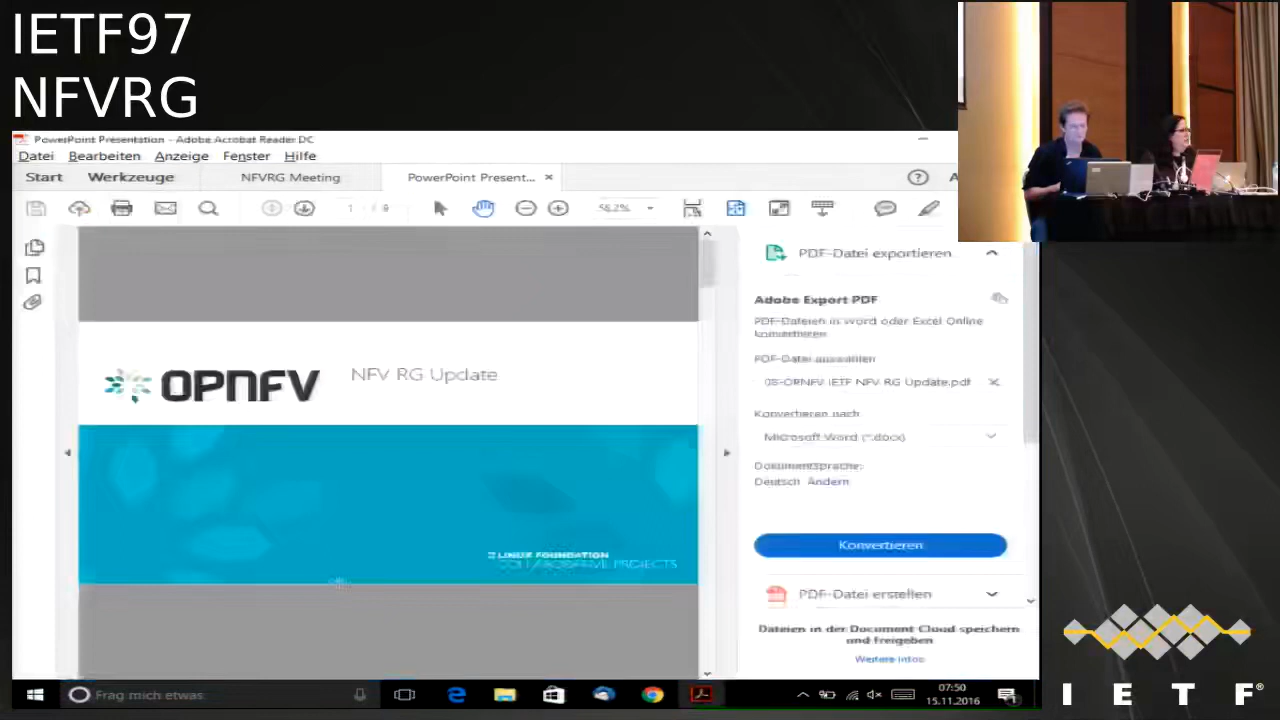 IETF97
NFVRG
PowerPoint Presentation - Adobe Acrobat Reader DC
Datei Bearbeiten Anzeige Fenster Hilfe
Start Werkzeuge NFVRG Meeting PowerPoint Present... ×
56,2%
PDF-Datei exportieren
Adobe Export PDF
PDF-Dateien in Word oder Excel Online
konvertieren
PDF-Datei auswählen
OPNFV IETF NFV RG Update.pdf
Konvertieren nach
Microsoft Word (*.docx)
Dokumentsprache:
Deutsch Ändern
Konvertieren
PDF-Datei erstellen
Dateien in der Document Cloud speichern
und freigeben
Weitere Infos
OPNFV NFV RG Update
LINUX FOUNDATION
COLLABORATIVE PROJECTS
Frag mich etwas
07:50
15.11.2016
I E T F®